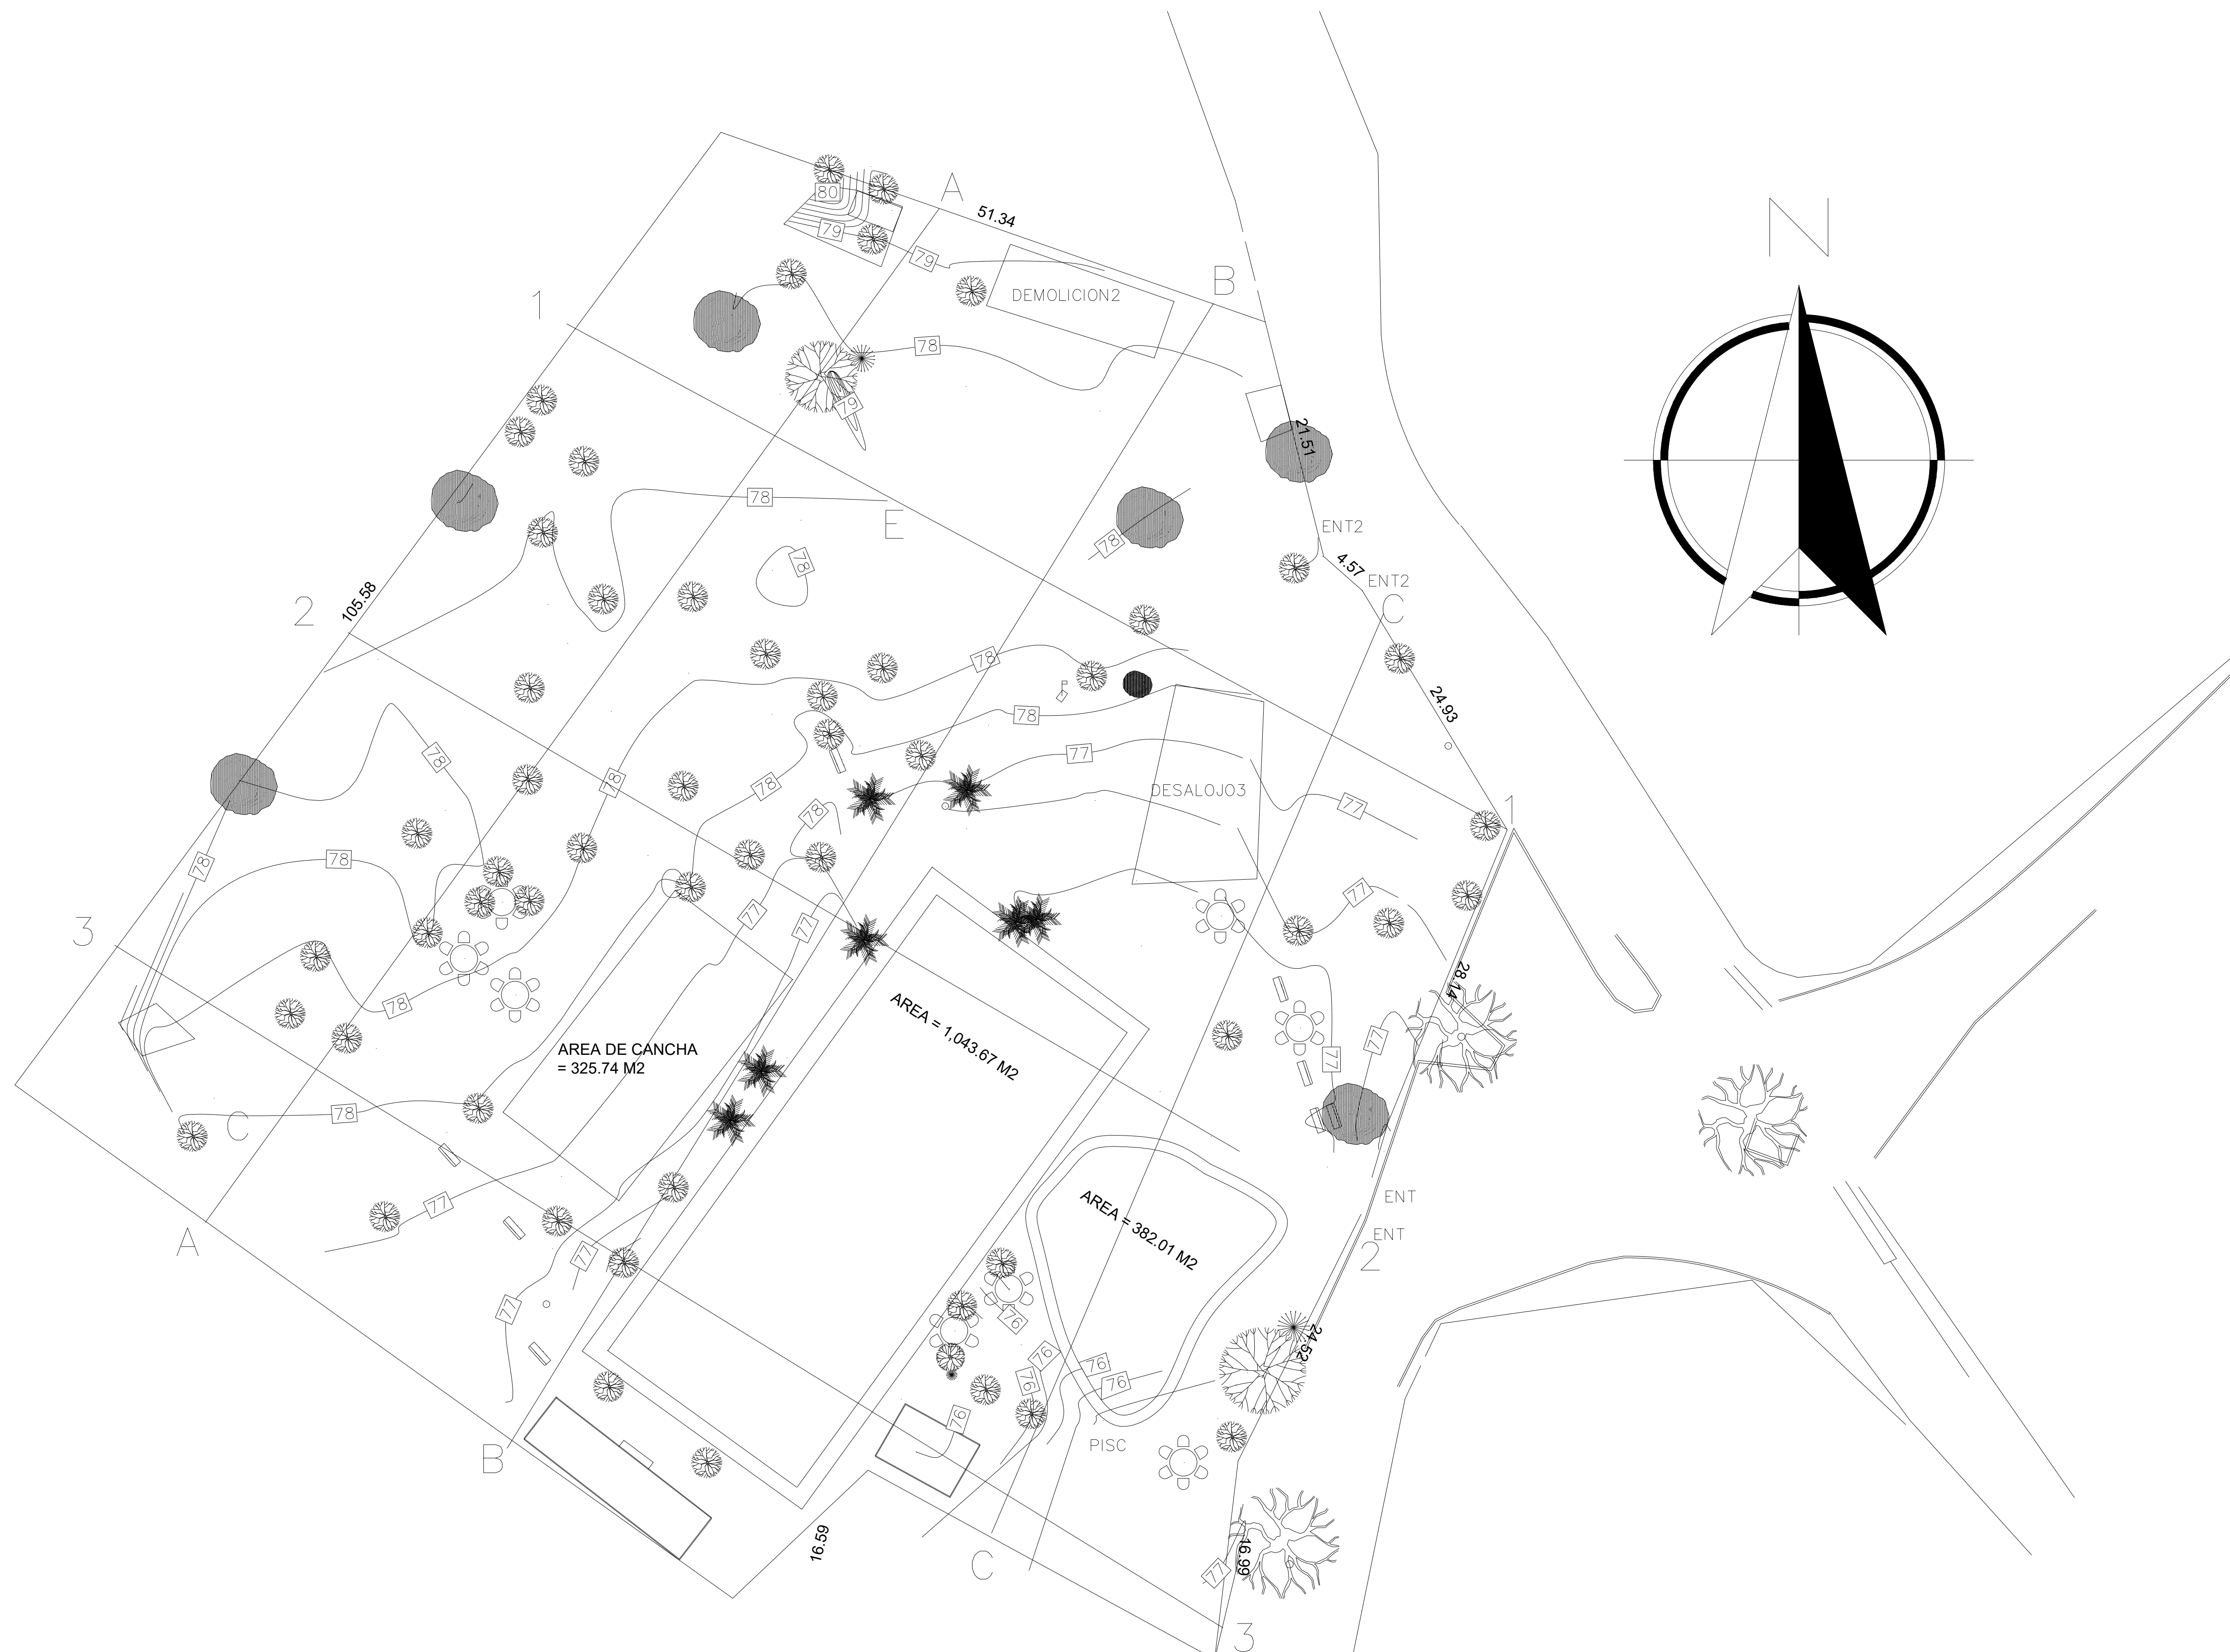 N
80
A
51.34
79
79
B
DEMOLICION2
1
78
79
21.51
78
E
ENT2
78
78
4.57
ENT2
105.58
C
2
78
24.93
78
77
78
78
78
DESALOJO3
77
1
78
78
78
77
77
77
3
28.14
78
AREA = 1,043.67 M2
AREA DE CANCHA
= 325.74 M2
77
77
78
C
ENT
77
AREA = 382.01 M2
A
ENT
2
77
77
76
24.52
76
76
76
76
76
PISC
B
16.59
C
16.99
77
3